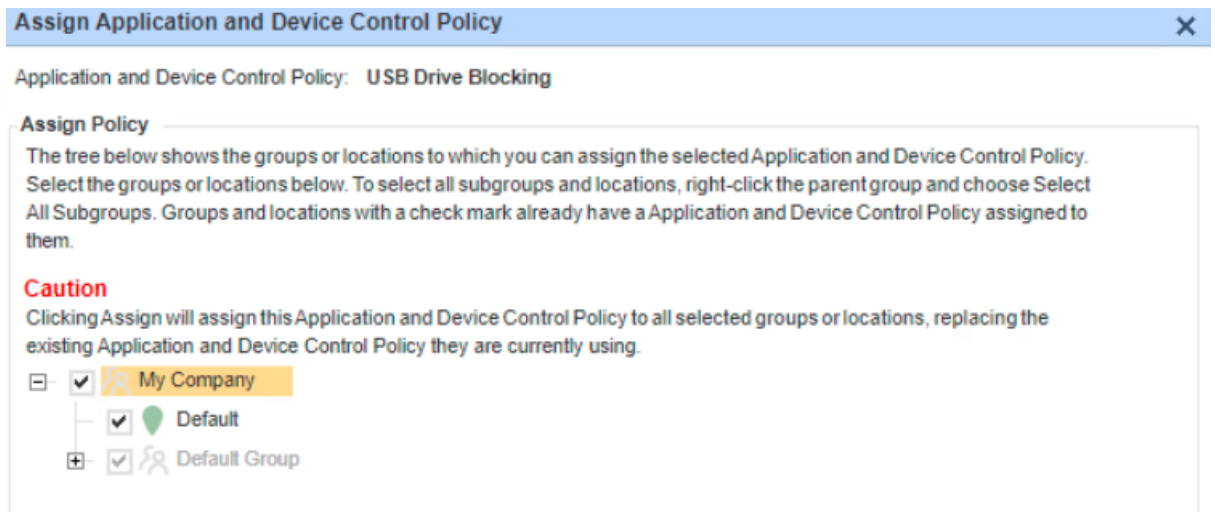 Assign Application and Device Control Policy
Application and Device Control Policy: USB Drive Blocking
Assign Policy
The tree below shows the groups or locations to which you can assign the selected Application and Device Control Policy.
Select the groups or locations below. To select all subgroups and locations, right-click the parent group and choose Select
All Subgroups. Groups and locations with a check mark already have a Application and Device Control Policy assigned to
them.
Caution
Clicking Assign will assign this Application and Device Control Policy to all selected groups or locations, replacing the
existing Application and Device Control Policy they are currently using.
My Company
Default
Default Group